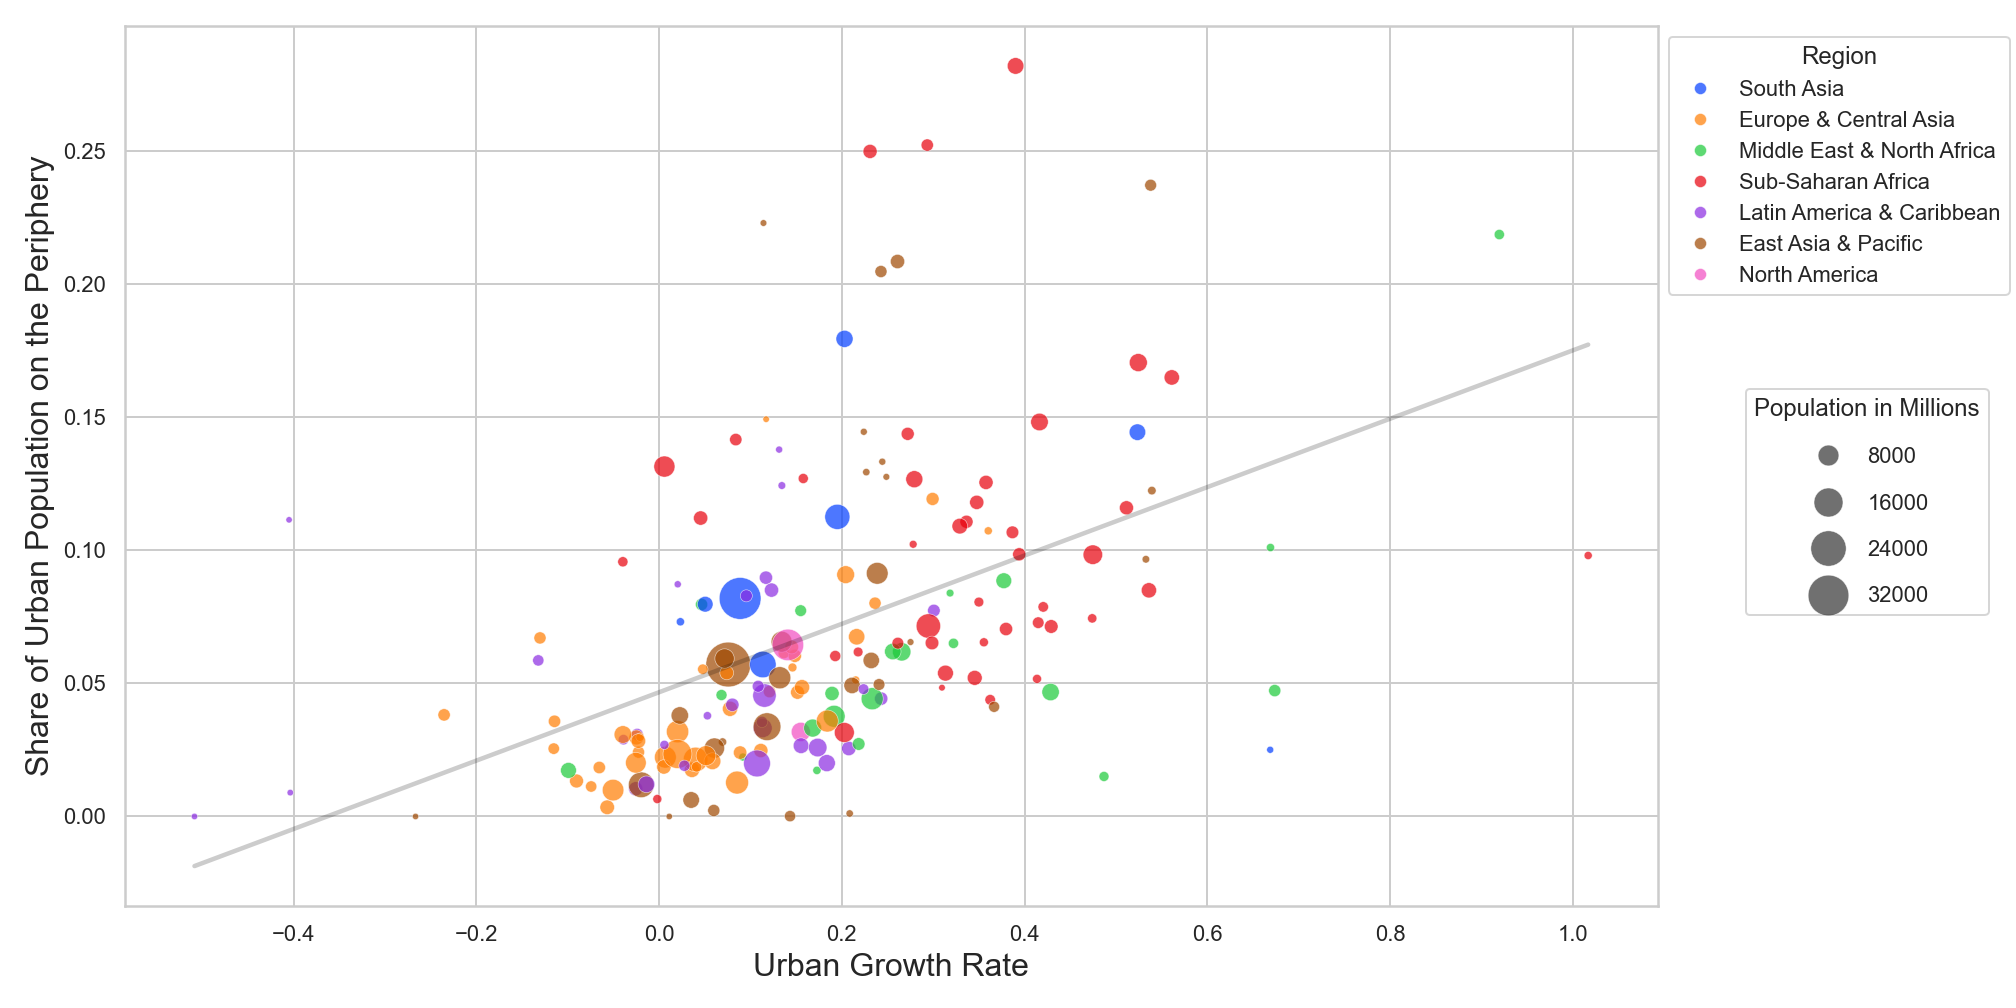 Region
South Asia
Europe & Central Asia
Middle East & North Africa
Sub-Saharan Africa
Latin America & Caribbean
East Asia & Pacific
North America
Population in Millions
8000
16000
24000
32000
Share of Urban Population on the Periphery
0.25
0.20
0.15
0.10
0.05
0.00
−0.4 −0.2 0.0 0.2 0.4 0.6 0.8 1.0
Urban Growth Rate